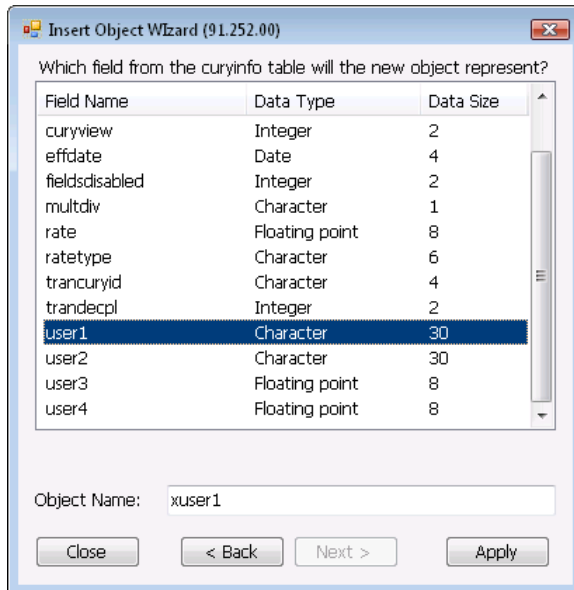 Insert Object WIzard (91.252.00)
Which field from the curyinfo table will the new object represent?
Field Name Data Type Data Size
curyview Integer 2
effdate Date 4
fieldsdisabled Integer 2
multdiv Character 1
rate Floating point 8
ratetype Character 6
trancuryid Character 4
trandecpl Integer 2
user1 Character 30
user2 Character 30
user3 Floating point 8
user4 Floating point 8
Object Name: xuser1
Close < Back Next > Apply